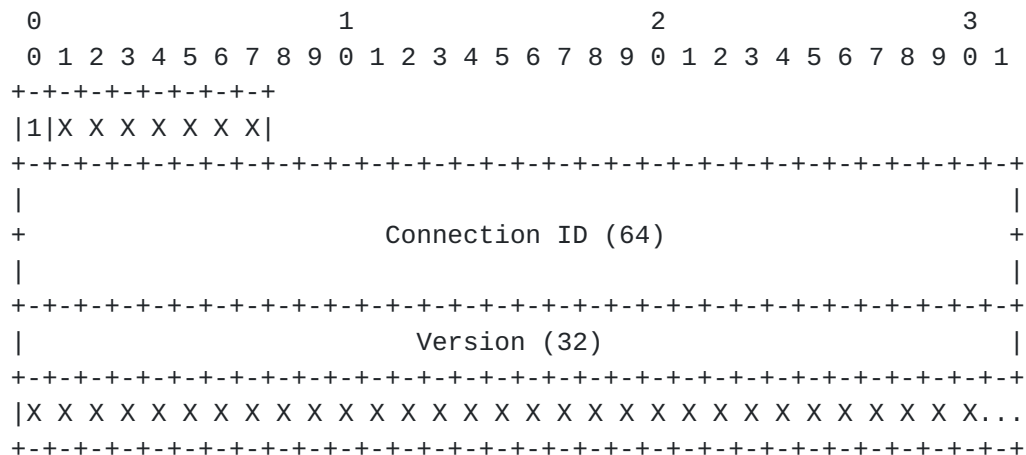 0                   1                   2                   3
 0 1 2 3 4 5 6 7 8 9 0 1 2 3 4 5 6 7 8 9 0 1 2 3 4 5 6 7 8 9 0 1
+-+-+-+-+-+-+-+-+
|1|X X X X X X X|
+-+-+-+-+-+-+-+-+-+-+-+-+-+-+-+-+-+-+-+-+-+-+-+-+-+-+-+-+-+-+-+-+
|                                                               |
+                       Connection ID (64)                      +
|                                                               |
+-+-+-+-+-+-+-+-+-+-+-+-+-+-+-+-+-+-+-+-+-+-+-+-+-+-+-+-+-+-+-+-+
|                         Version (32)                          |
+-+-+-+-+-+-+-+-+-+-+-+-+-+-+-+-+-+-+-+-+-+-+-+-+-+-+-+-+-+-+-+-+
|X X X X X X X X X X X X X X X X X X X X X X X X X X X X X X X...
+-+-+-+-+-+-+-+-+-+-+-+-+-+-+-+-+-+-+-+-+-+-+-+-+-+-+-+-+-+-+-+-+